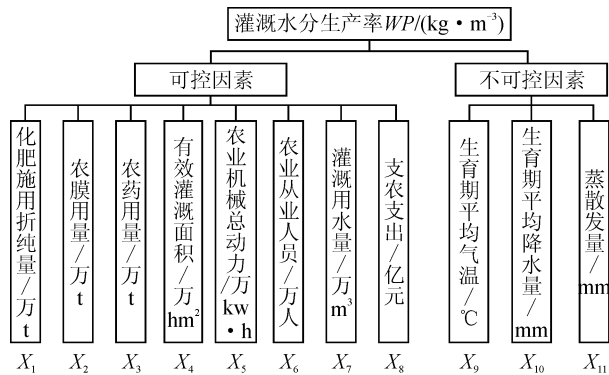 灌溉水分生产率WP/(kg·m⁻³)
可控因素
不可控因素
化肥施用折纯量/万t
农膜用量/万t
农药用量/万t
有效灌溉面积/万hm²
农业机械总动力/万kw·h
农业从业人员/万人
灌溉用水量/万m³
支农支出/亿元
生育期平均气温/℃
生育期平均降水量/mm
蒸散发量/mm
X₁
X₂
X₃
X₄
X₅
X₆
X₇
X₈
X₉
X₁₀
X₁₁